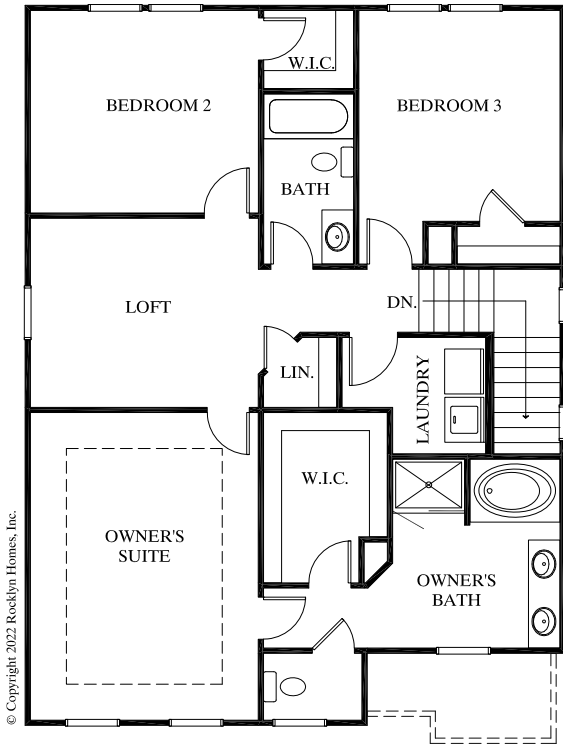 W.I.C.
BEDROOM 2
BEDROOM 3
BATH
LOFT
DN.
LIN.
LAUNDRY
W.I.C.
OWNER'S
SUITE
OWNER'S
BATH
© Copyright 2022 Rocklyn Homes, Inc.